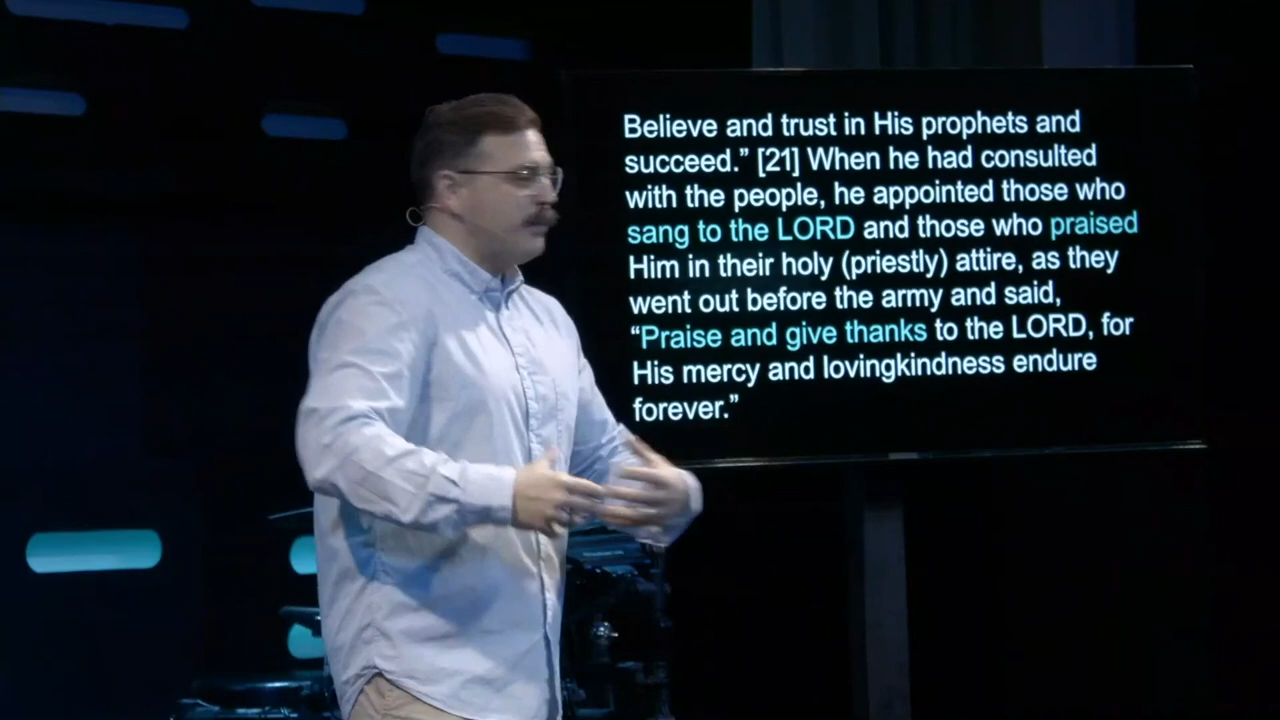 Believe and trust in His prophets and
succeed.” [21] When he had consulted
with the people, he appointed those who
sang to the LORD and those who praised
Him in their holy (priestly) attire, as they
went out before the army and said,
“Praise and give thanks to the LORD, for
His mercy and lovingkindness endure
forever.”